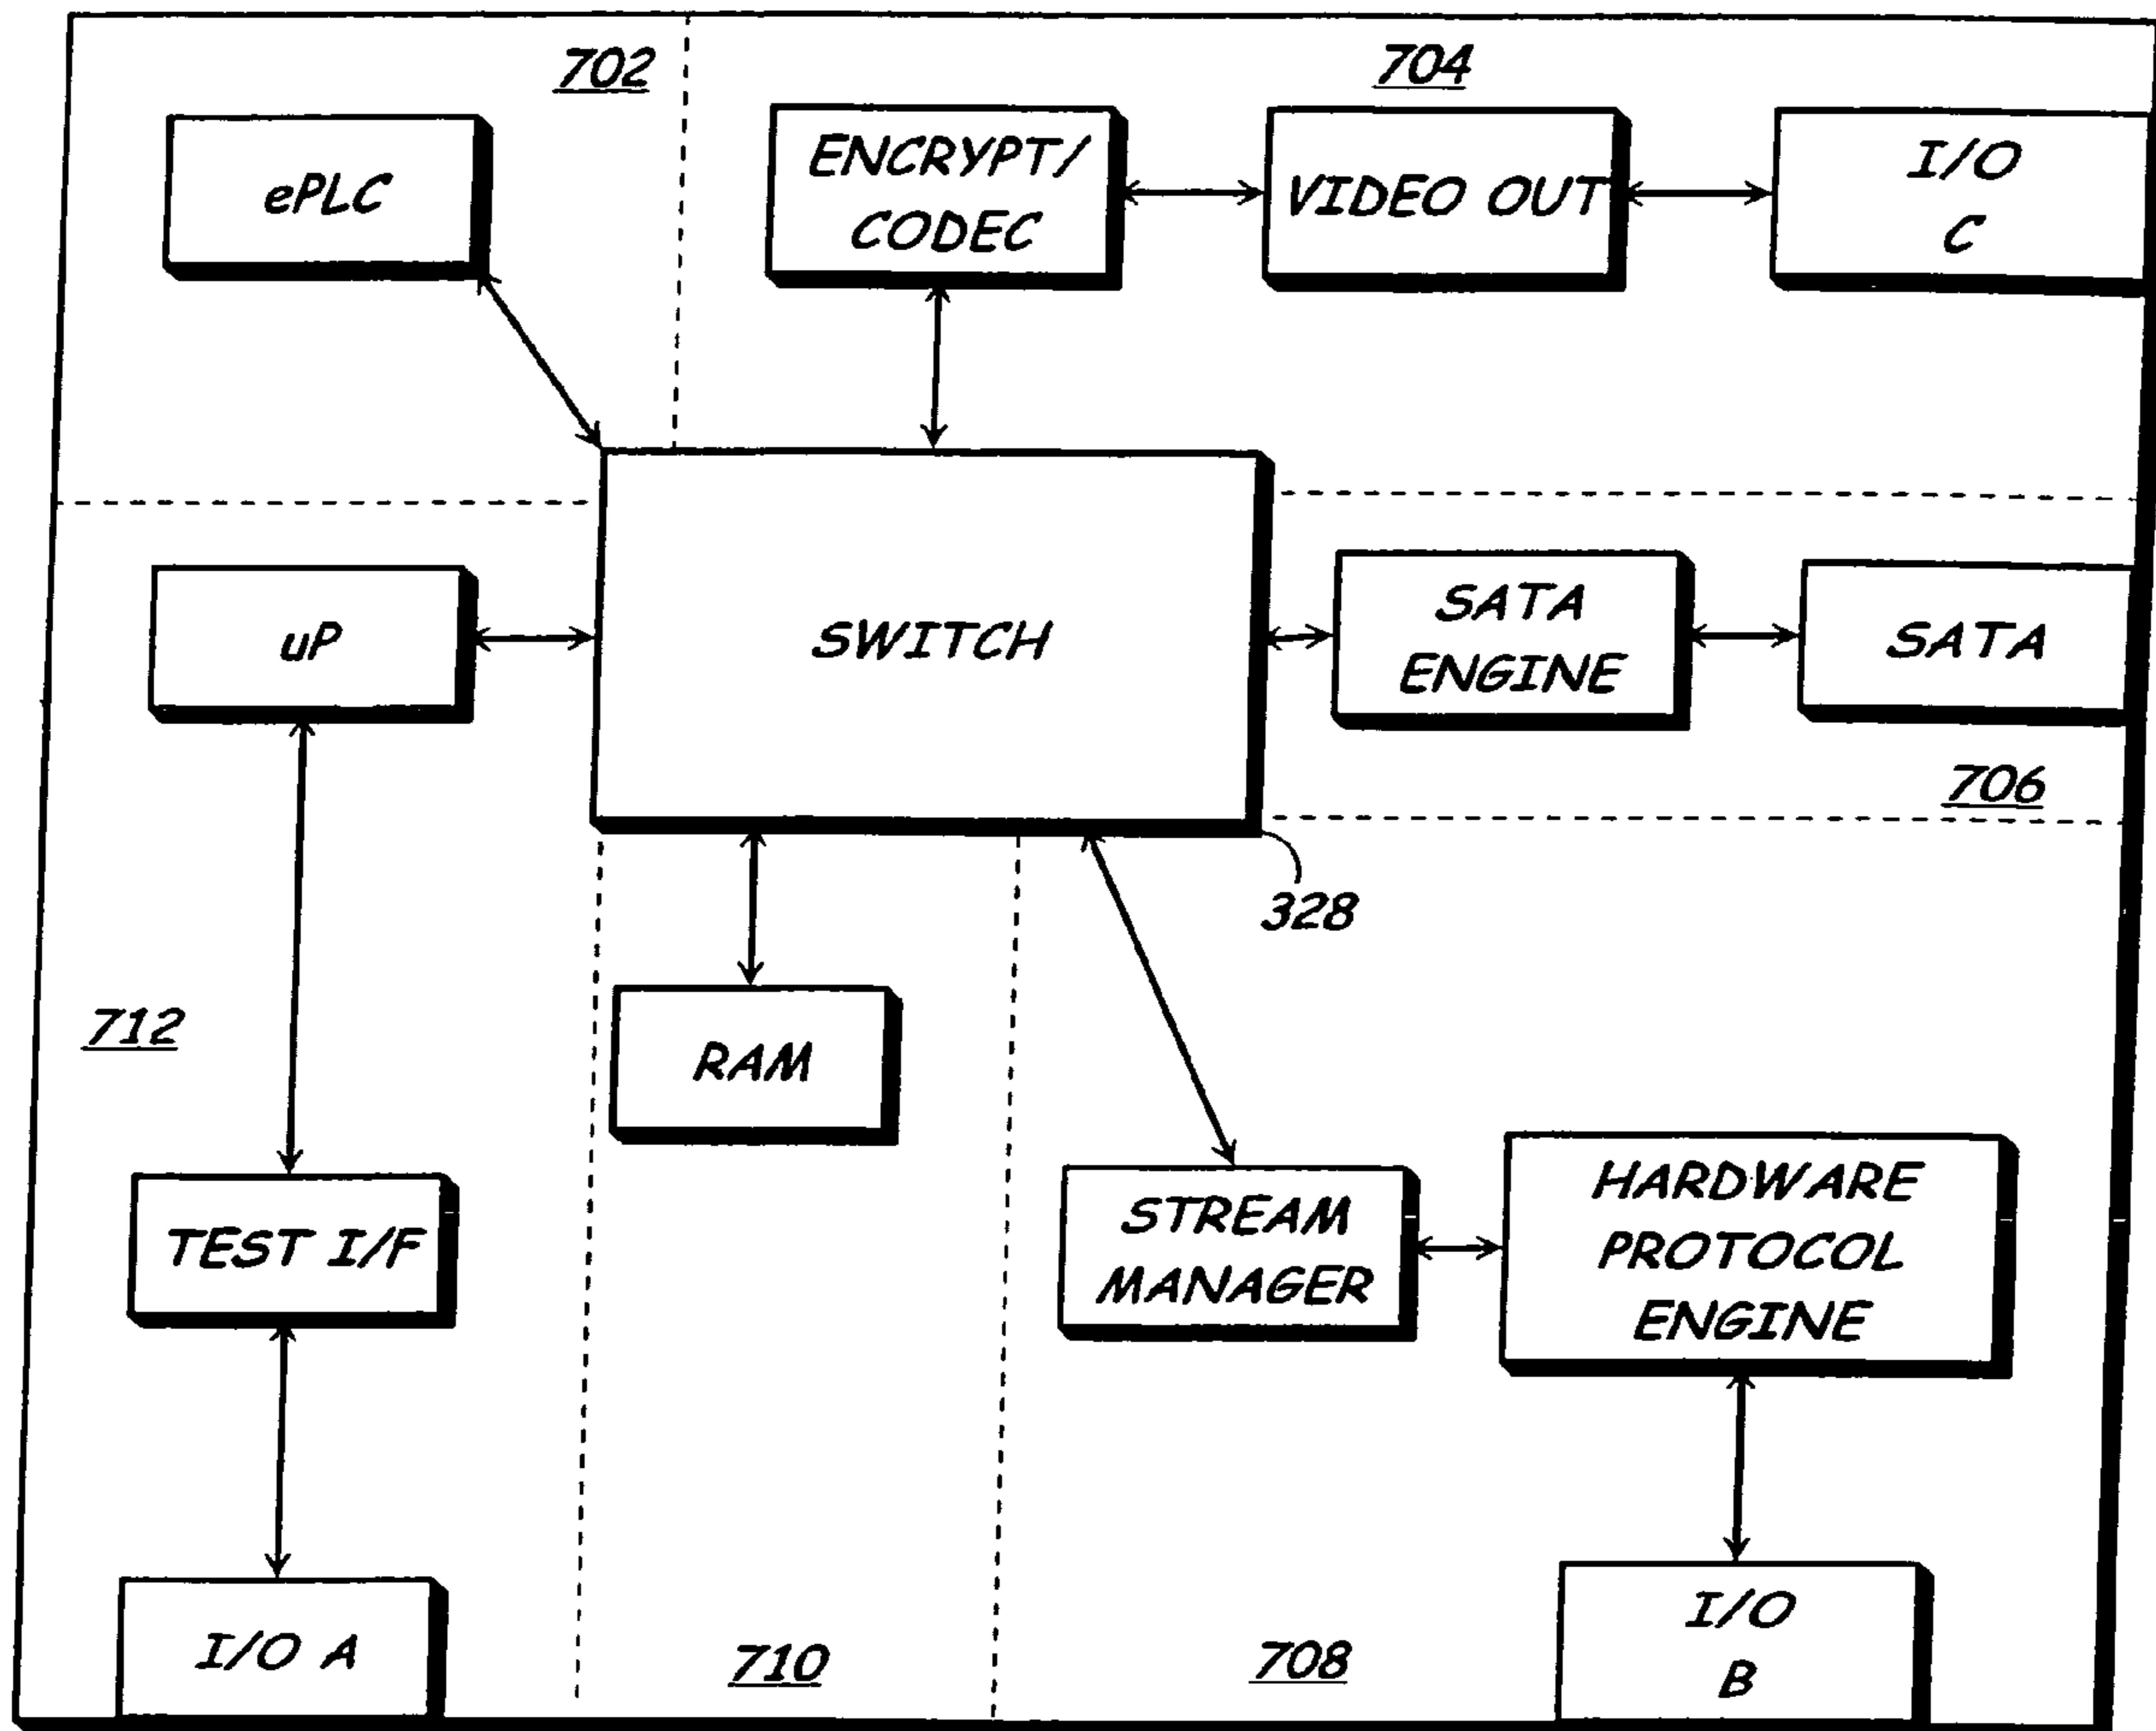 702
704
ePLC
ENCRYPT/
CODEC
VIDEO OUT
I/O
C
uP
SWITCH
SATA
ENGINE
SATA
706
328
712
RAM
STREAM
MANAGER
HARDWARE
PROTOCOL
ENGINE
TEST I/F
I/O A
710
708
I/O
B